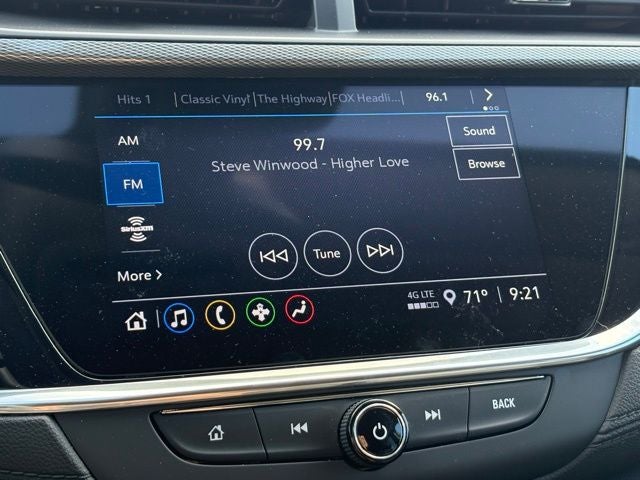 Hits 1 Classic Vinyl The Highway FOX Headli... 96.1
AM
99.7
Sound
Steve Winwood - Higher Love
Browse
FM
SiriusXM
Tune
More
4G LTE
71° 9:21
BACK